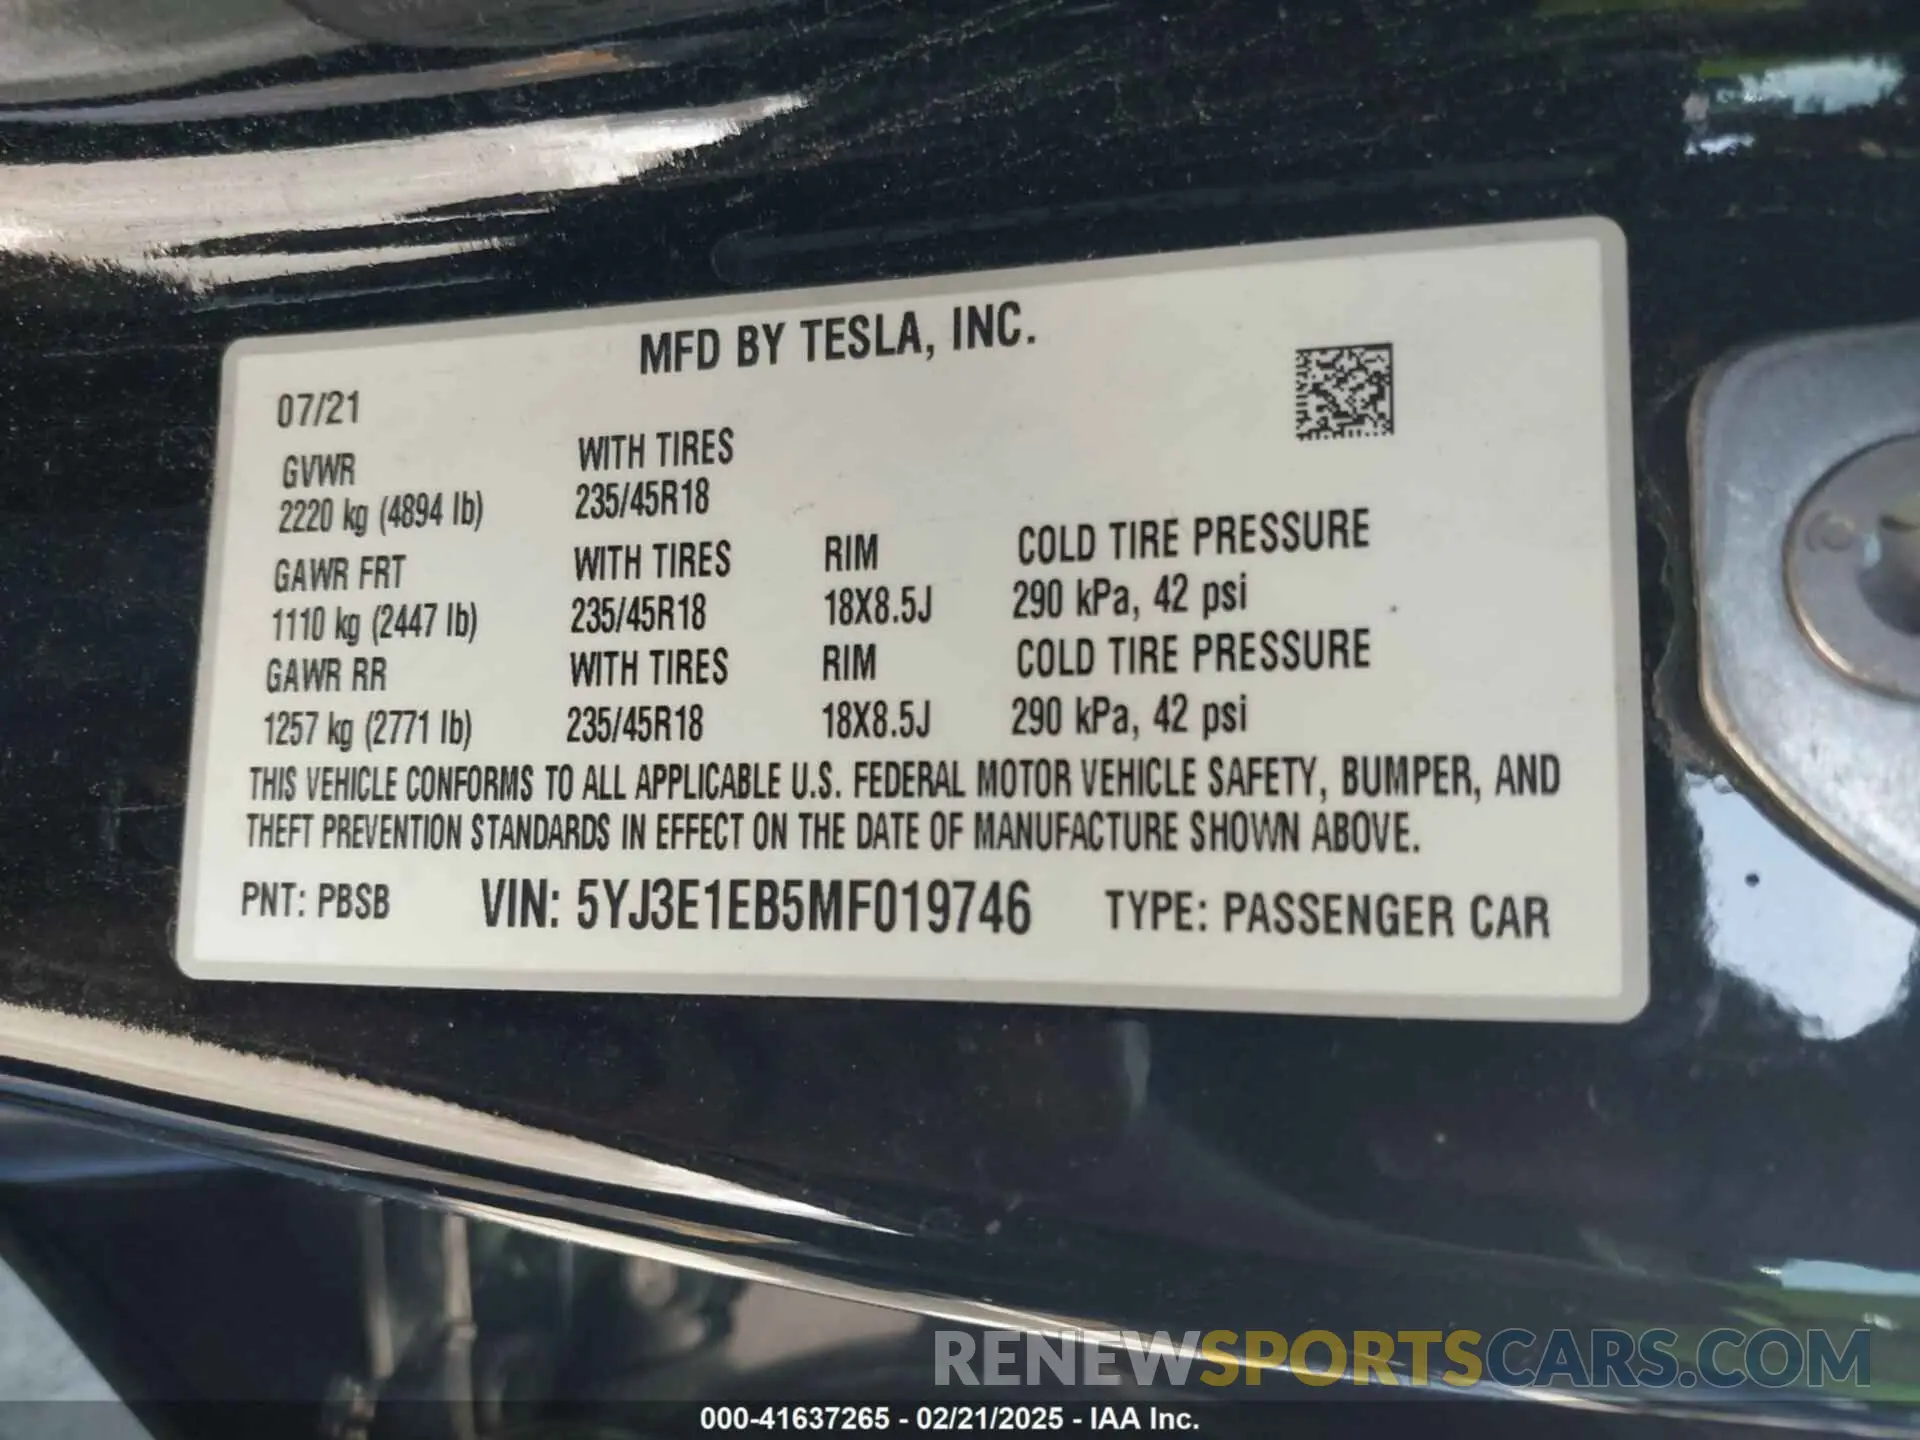 MFD BY TESLA, INC.
07/21
GVWR WITH TIRES
2220 kg (4894 lb) 235/45R18
GAWR FRT WITH TIRES RIM COLD TIRE PRESSURE
1110 kg (2447 lb) 235/45R18 18X8.5J 290 kPa, 42 psi
GAWR RR WITH TIRES RIM COLD TIRE PRESSURE
1257 kg (2771 lb) 235/45R18 18X8.5J 290 kPa, 42 psi
THIS VEHICLE CONFORMS TO ALL APPLICABLE U.S. FEDERAL MOTOR VEHICLE SAFETY, BUMPER, AND
THEFT PREVENTION STANDARDS IN EFFECT ON THE DATE OF MANUFACTURE SHOWN ABOVE.
PNT: PBSB VIN: 5YJ3E1EB5MF019746 TYPE: PASSENGER CAR
RENEWSPORTSCARS.COM
000-41637265 - 02/21/2025 - IAA Inc.